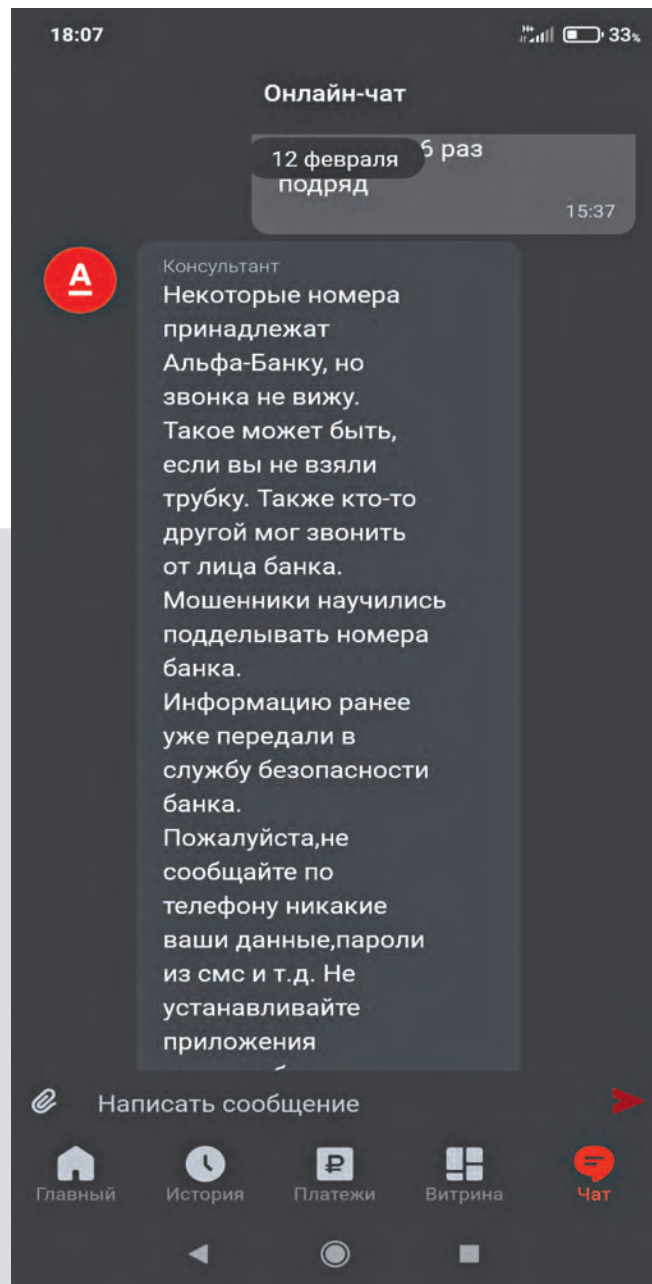 18:07
H+
33%
Онлайн-чат
12 февраля
6 раз
подряд
15:37
А
Консультант
Некоторые номера
принадлежат
Альфа-Банку, но
звонка не вижу.
Такое может быть,
если вы не взяли
трубку. Также кто-то
другой мог звонить
от лица банка.
Мошенники научились
подделывать номера
банка.
Информацию ранее
уже передали в
службу безопасности
банка.
Пожалуйста,не
сообщайте по
телефону никакие
ваши данные,пароли
из смс и т.д. Не
устанавливайте
приложения
Написать сообщение
Главный
История
Платежи
Витрина
Чат